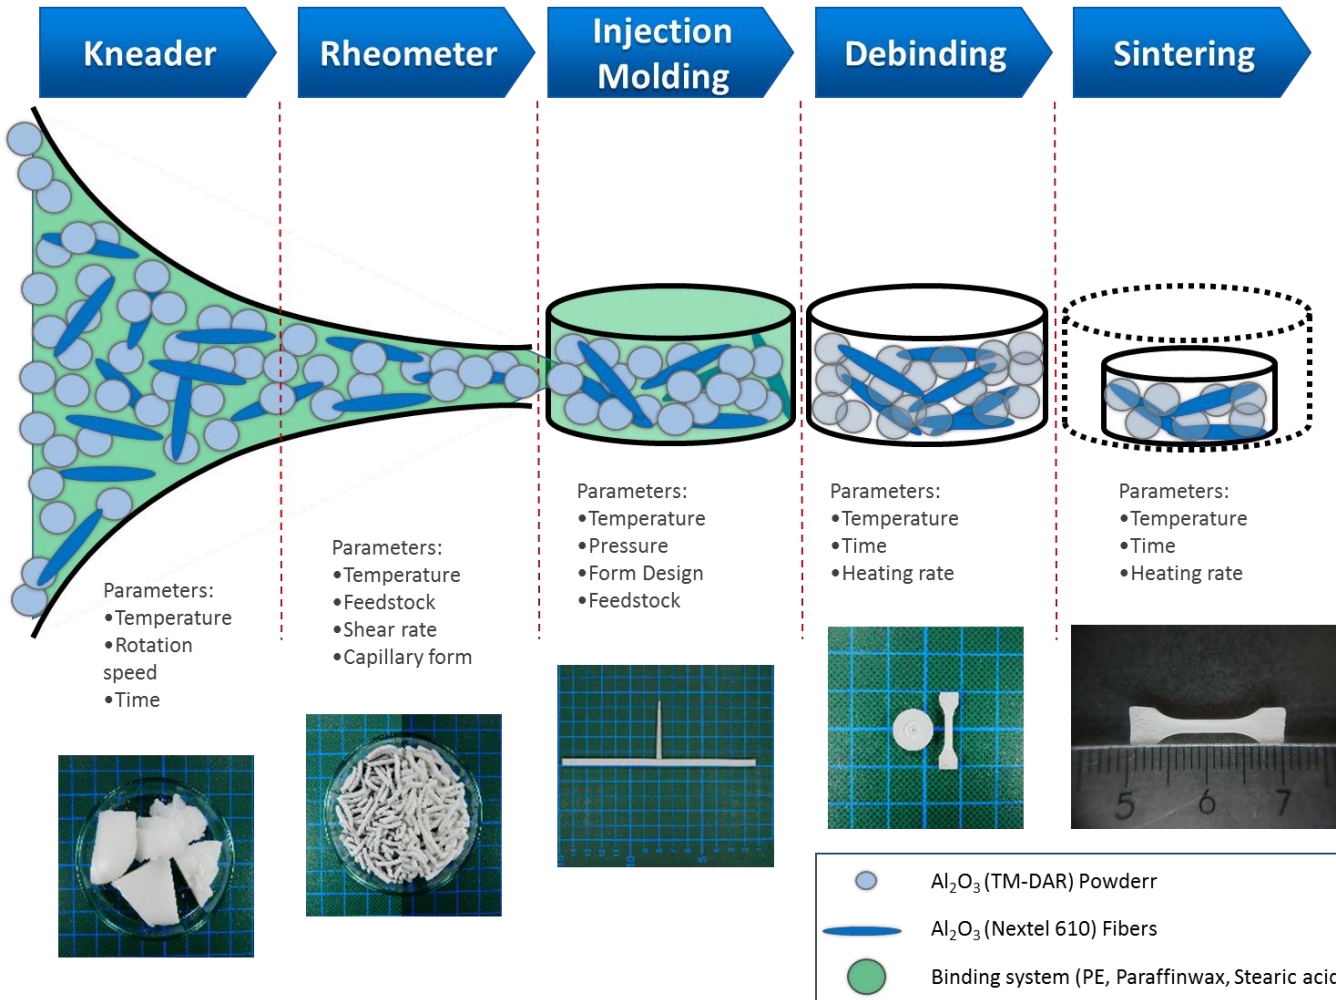 Kneader
Rheometer
Injection
Molding
Debinding
Sintering
Parameters:
•Temperature
•Rotation
speed
•Time
Parameters:
•Temperature
•Feedstock
•Shear rate
•Capillary form
Parameters:
•Temperature
•Pressure
•Form Design
•Feedstock
Parameters:
•Temperature
•Time
•Heating rate
Parameters:
•Temperature
•Time
•Heating rate
5 6 7
Al₂O₃ (TM-DAR) Powderr
Al₂O₃ (Nextel 610) Fibers
Binding system (PE, Paraffinwax, Stearic acid